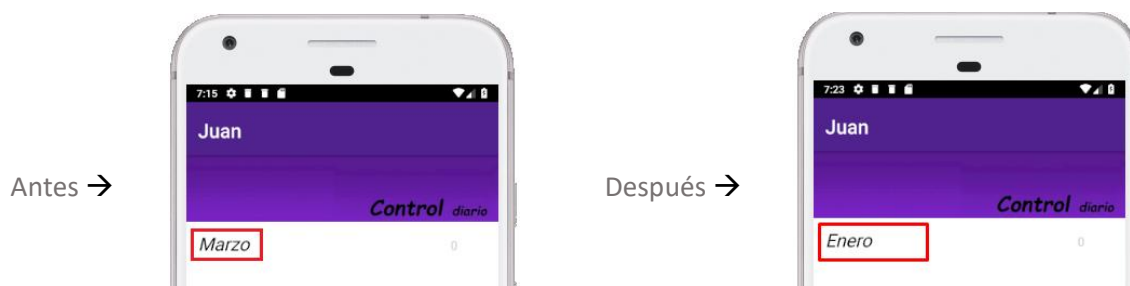 7:15
7:23
Juan
Juan
Antes →
Después →
Control diario
Control diario
Marzo
0
Enero
0